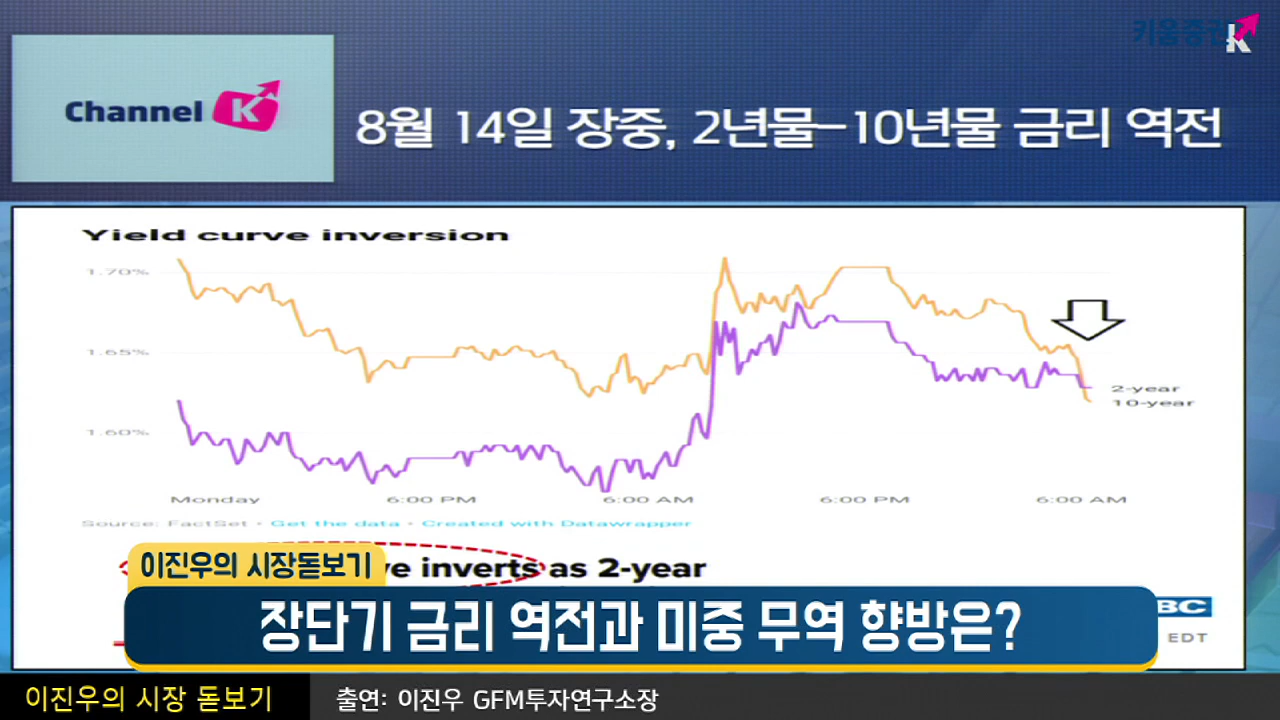 키움증권 K
Channel K
8월 14일 장중, 2년물-10년물 금리 역전
Yield curve inversion
1.70%
1.65%
1.60%
2-year
10-year
Monday 6:00 PM 6:00 AM 6:00 PM 6:00 AM
Source: FactSet • Get the data • Created with Datawrapper
이진우의 시장돋보기
ve inverts as 2-year
장단기 금리 역전과 미중 무역 향방은?
BC
EDT
이진우의 시장 돋보기
출연: 이진우 GFM투자연구소장